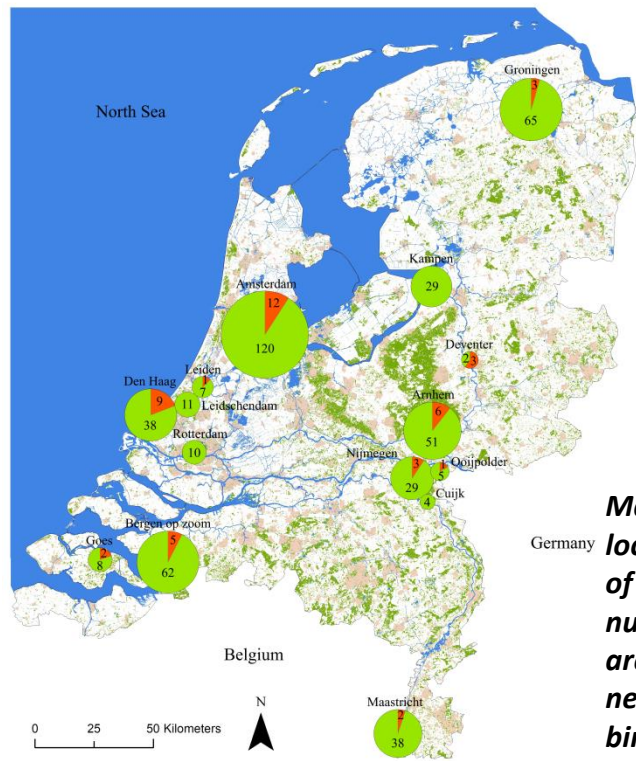 Groningen
3
65
North Sea
Kampen
29
Amsterdam
12
120
Deventer
2 3
Leiden
1
7
Den Haag
9
38
11
Leidschendam
Arnhem
6
51
Rotterdam
10
Nijmegen
3
29
Ooijpolder
1
5
Cuijk
4
Goes
2
8
Bergen op zoom
5
62
Germany
Belgium
N
0 25 50 Kilometers
Maastricht
2
38